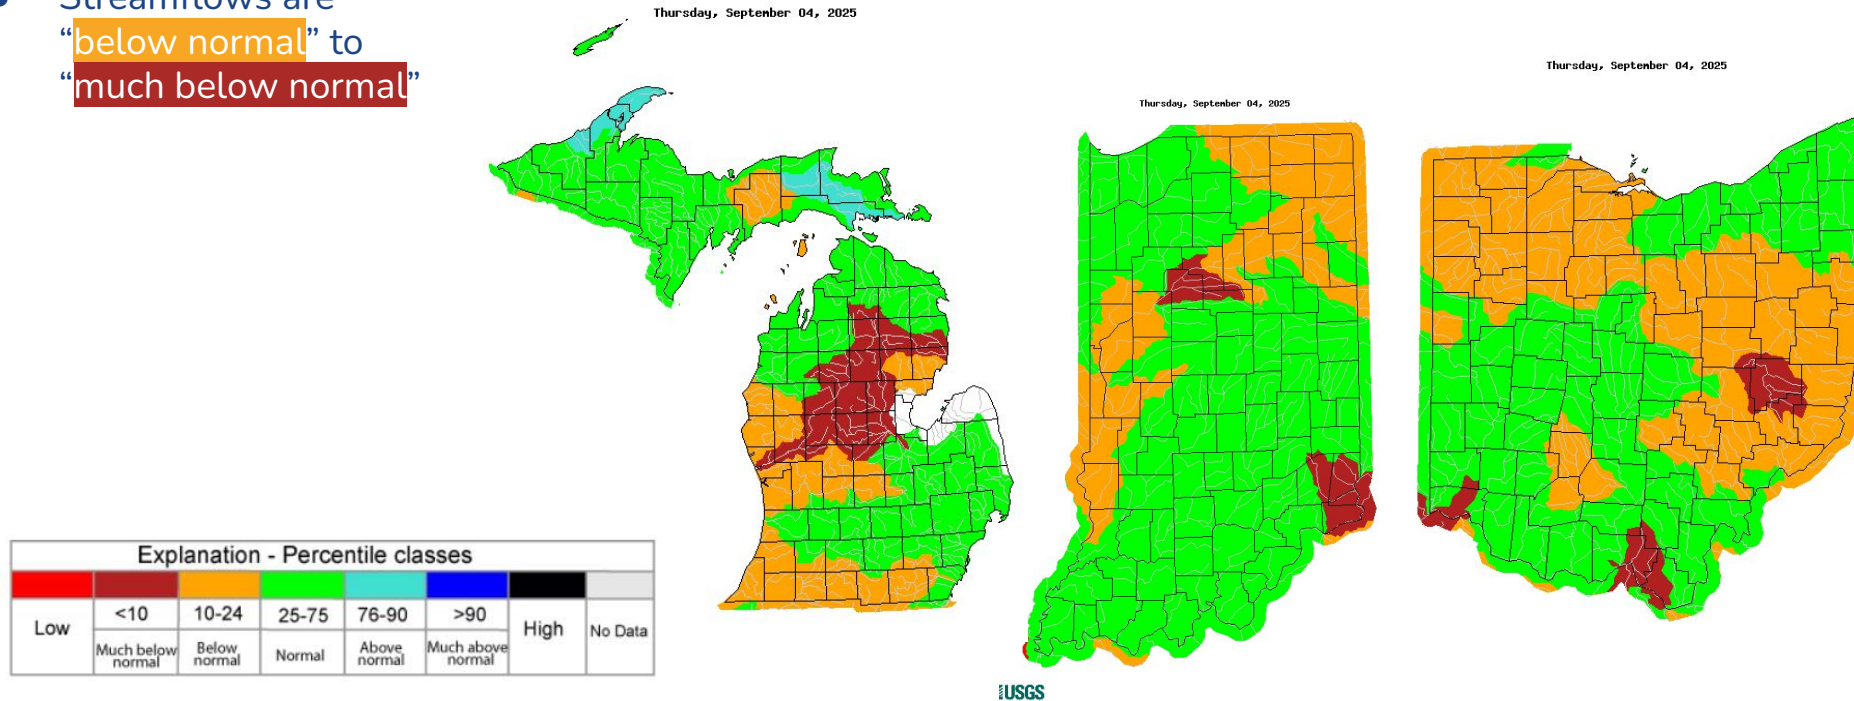 Streamflows are
“below normal” to
“much below normal”
Thursday, September 04, 2025
Thursday, September 04, 2025
Thursday, September 04, 2025
Explanation - Percentile classes
Low
<10
10-24
25-75
76-90
>90
High
No Data
Much below
normal
Below
normal
Normal
Above
normal
Much above
normal
USGS